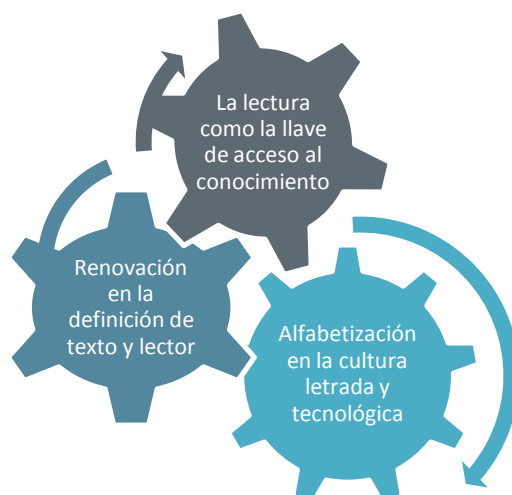 La lectura
como la llave
de acceso al
conocimiento
Renovación
en la
definición de
texto y lector
Alfabetización
en la cultura
letrada y
tecnológica